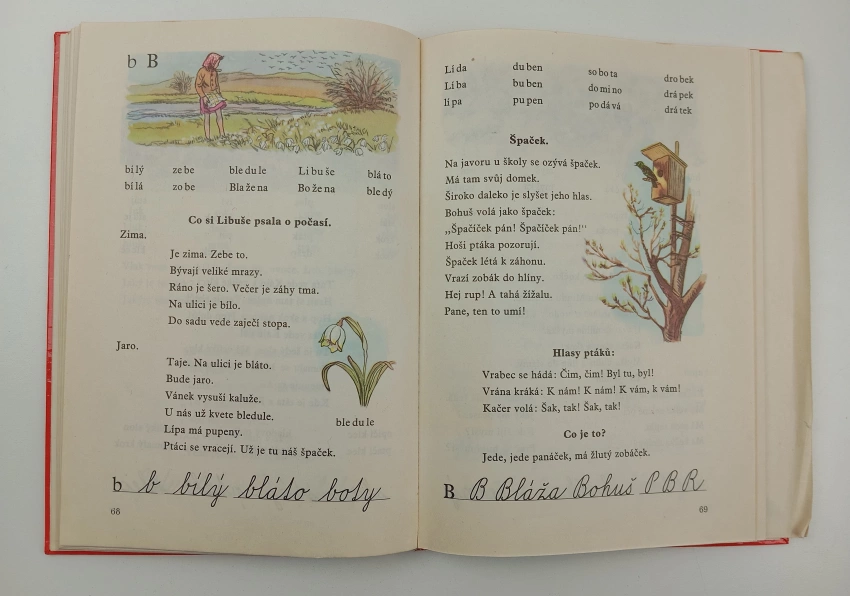 b B
bí lý ze be ble du le Li bu še blá to
bí lá zo be Bla že na Bo že na ble dý
Co si Libuše psala o počasí.
Zima.
Je zima. Zebe to.
Bývají veliké mrazy.
Ráno je šero. Večer je záhy tma.
Na ulici je bílo.
Do sadu vede zaječí stopa.
Jaro.
Taje. Na ulici je bláto.
Bude jaro.
Vánek vysuší kaluže.
U nás už kvete bledule.
Lípa má pupeny.
Ptáci se vracejí. Už je tu náš špaček.
ble du le
b b bílý bláto boty
68
Lí da du ben so bo ta dro bek
Lí ba bu ben do mi no drá pek
lí pa pu pen po dá vá drá tek
Špaček.
Na javoru u školy se ozývá špaček.
Má tam svůj domek.
Široko daleko je slyšet jeho hlas.
Bohuš volá jako špaček:
„Špačíček pán! Špačíček pán!“
Hoši ptáka pozorují.
Špaček létá k záhonu.
Vrazí zobák do hlíny.
Hej rup! A tahá žížalu.
Pane, ten to umí!
Hlasy ptáků:
Vrabec se hádá: Čim, čim! Byl tu, byl!
Vrána kráká: K nám! K nám! K vám, k vám!
Kačer volá: Šak, tak! Šak, tak!
Co je to?
Jede, jede panáček, má žlutý zobáček.
B B Bláža Bohuš P B R
69